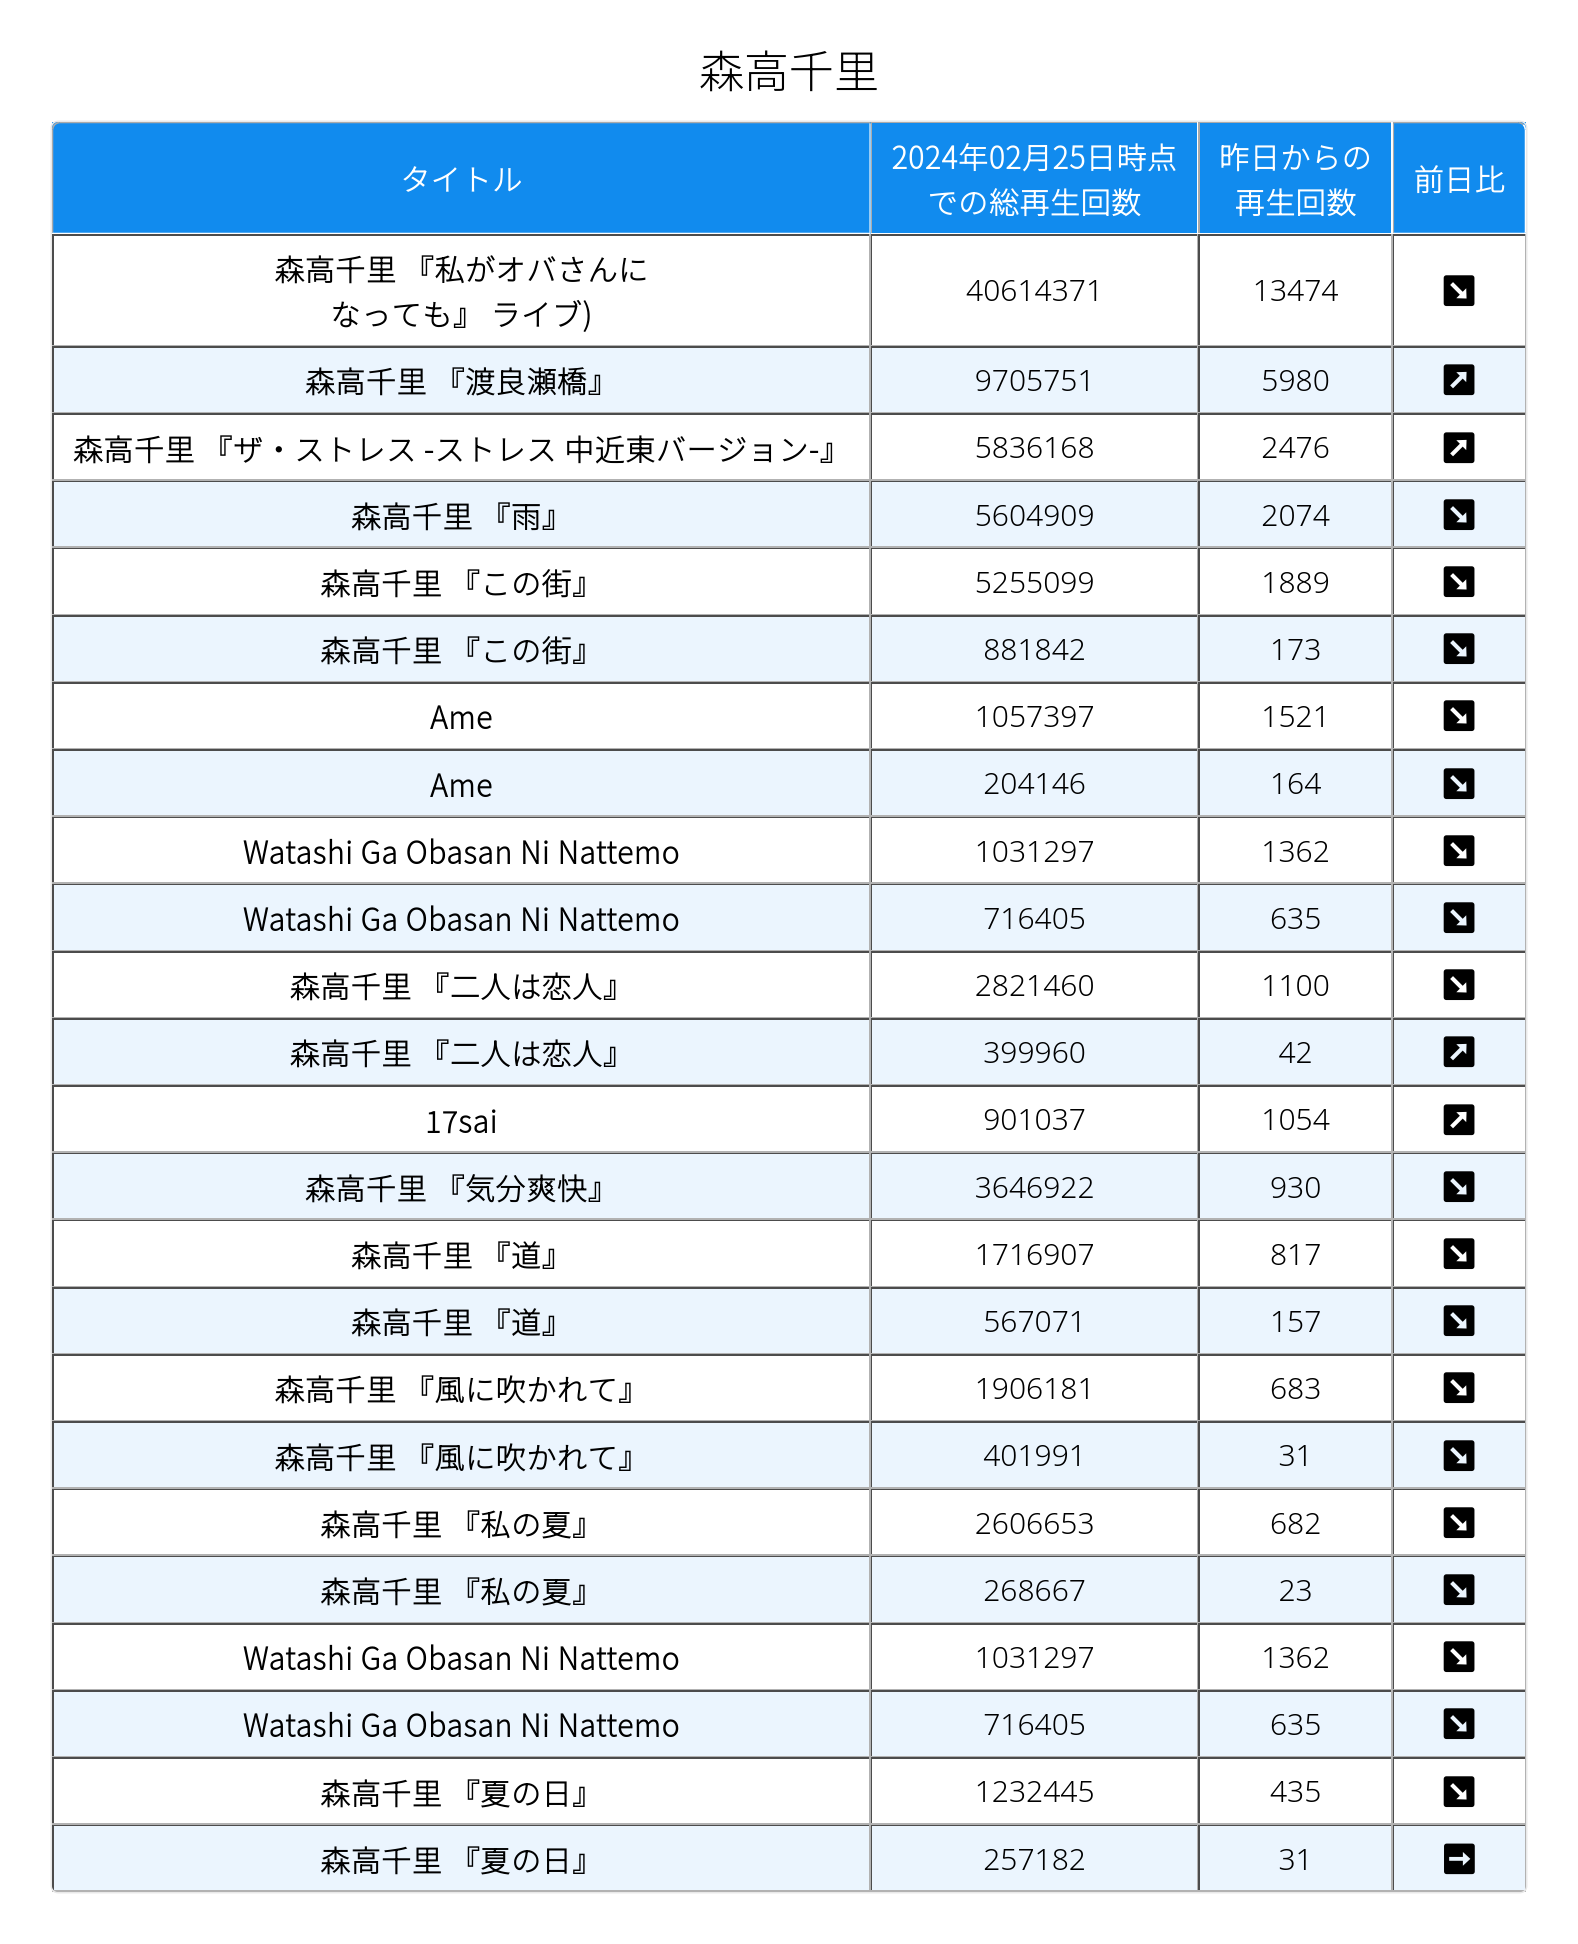 森高千里
タイトル
2024年02月25日時点
での総再生回数
昨日からの
再生回数
前日比
森高千里 『私がオバさんに
なっても』 ライブ)
40614371 13474
森高千里 『渡良瀬橋』 9705751 5980
森高千里 『ザ・ストレス -ストレス 中近東バージョン-』 5836168 2476
森高千里 『雨』 5604909 2074
森高千里 『この街』 5255099 1889
森高千里 『この街』 881842 173
Ame 1057397 1521
Ame 204146 164
Watashi Ga Obasan Ni Nattemo 1031297 1362
Watashi Ga Obasan Ni Nattemo 716405 635
森高千里 『二人は恋人』 2821460 1100
森高千里 『二人は恋人』 399960 42
17sai 901037 1054
森高千里 『気分爽快』 3646922 930
森高千里 『道』 1716907 817
森高千里 『道』 567071 157
森高千里 『風に吹かれて』 1906181 683
森高千里 『風に吹かれて』 401991 31
森高千里 『私の夏』 2606653 682
森高千里 『私の夏』 268667 23
Watashi Ga Obasan Ni Nattemo 1031297 1362
Watashi Ga Obasan Ni Nattemo 716405 635
森高千里 『夏の日』 1232445 435
森高千里 『夏の日』 257182 31